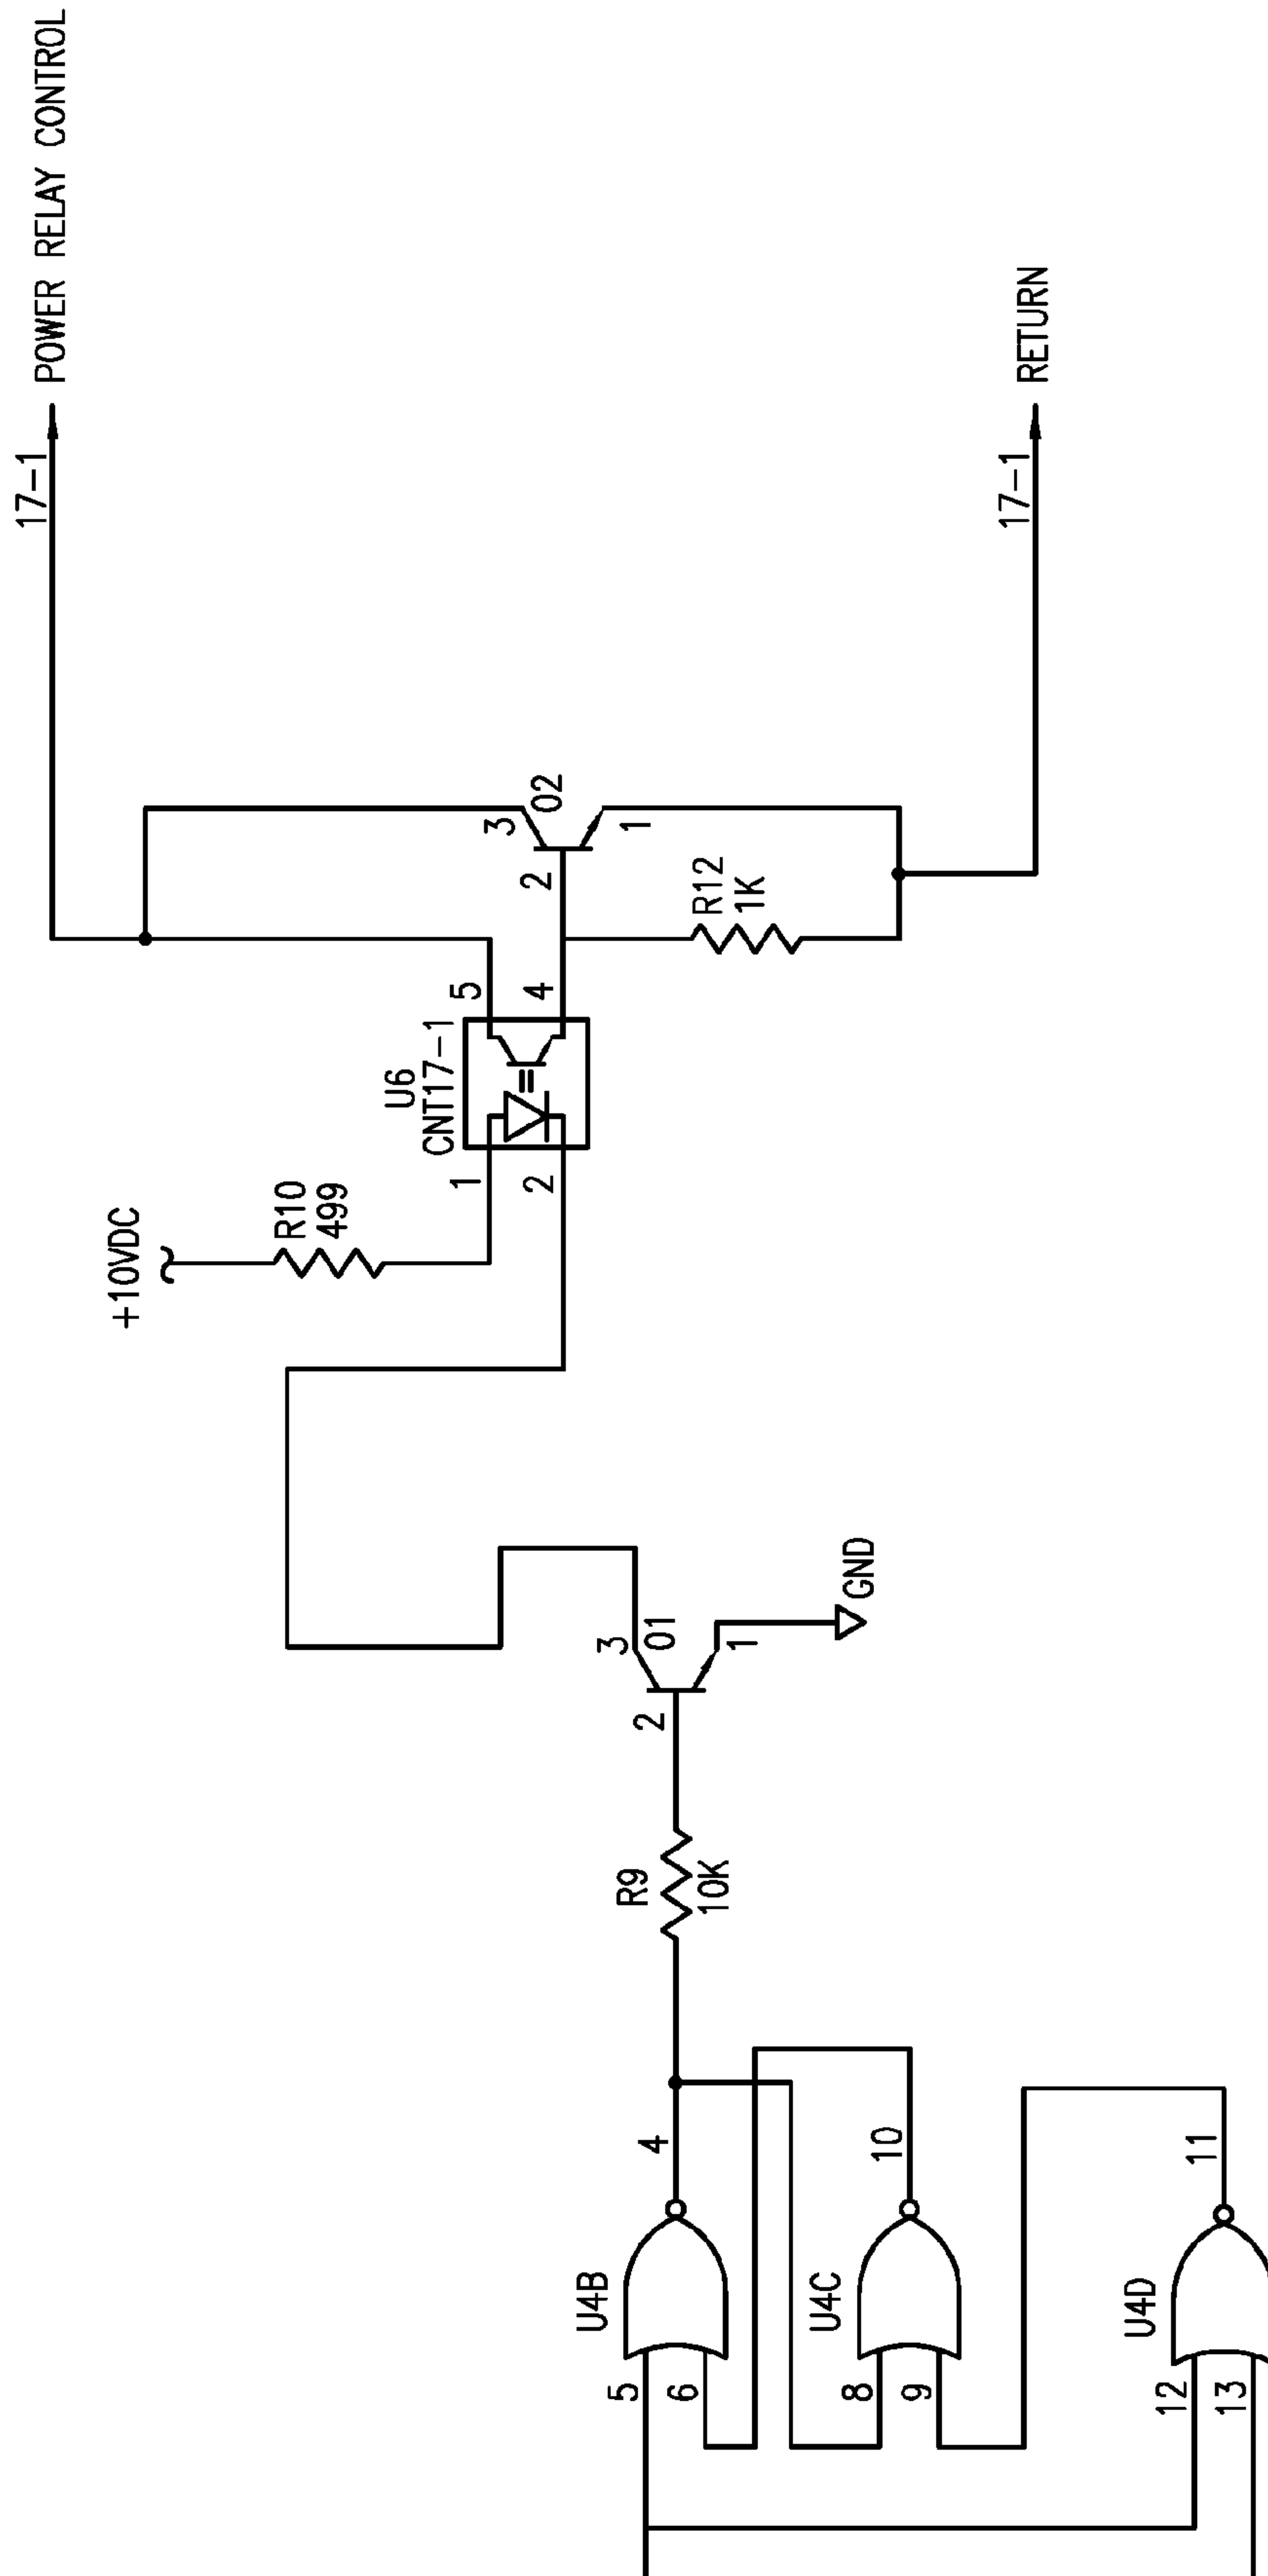 17-1
POWER RELAY CONTROL
+10VDC
R10
499
U6
CNT17-1
1
2
5
4
3
O2
2
1
R12
1K
17-1
RETURN
3
O1
2
1
GND
R9
10K
U4B
5
6
4
U4C
8
9
10
U4D
12
13
11